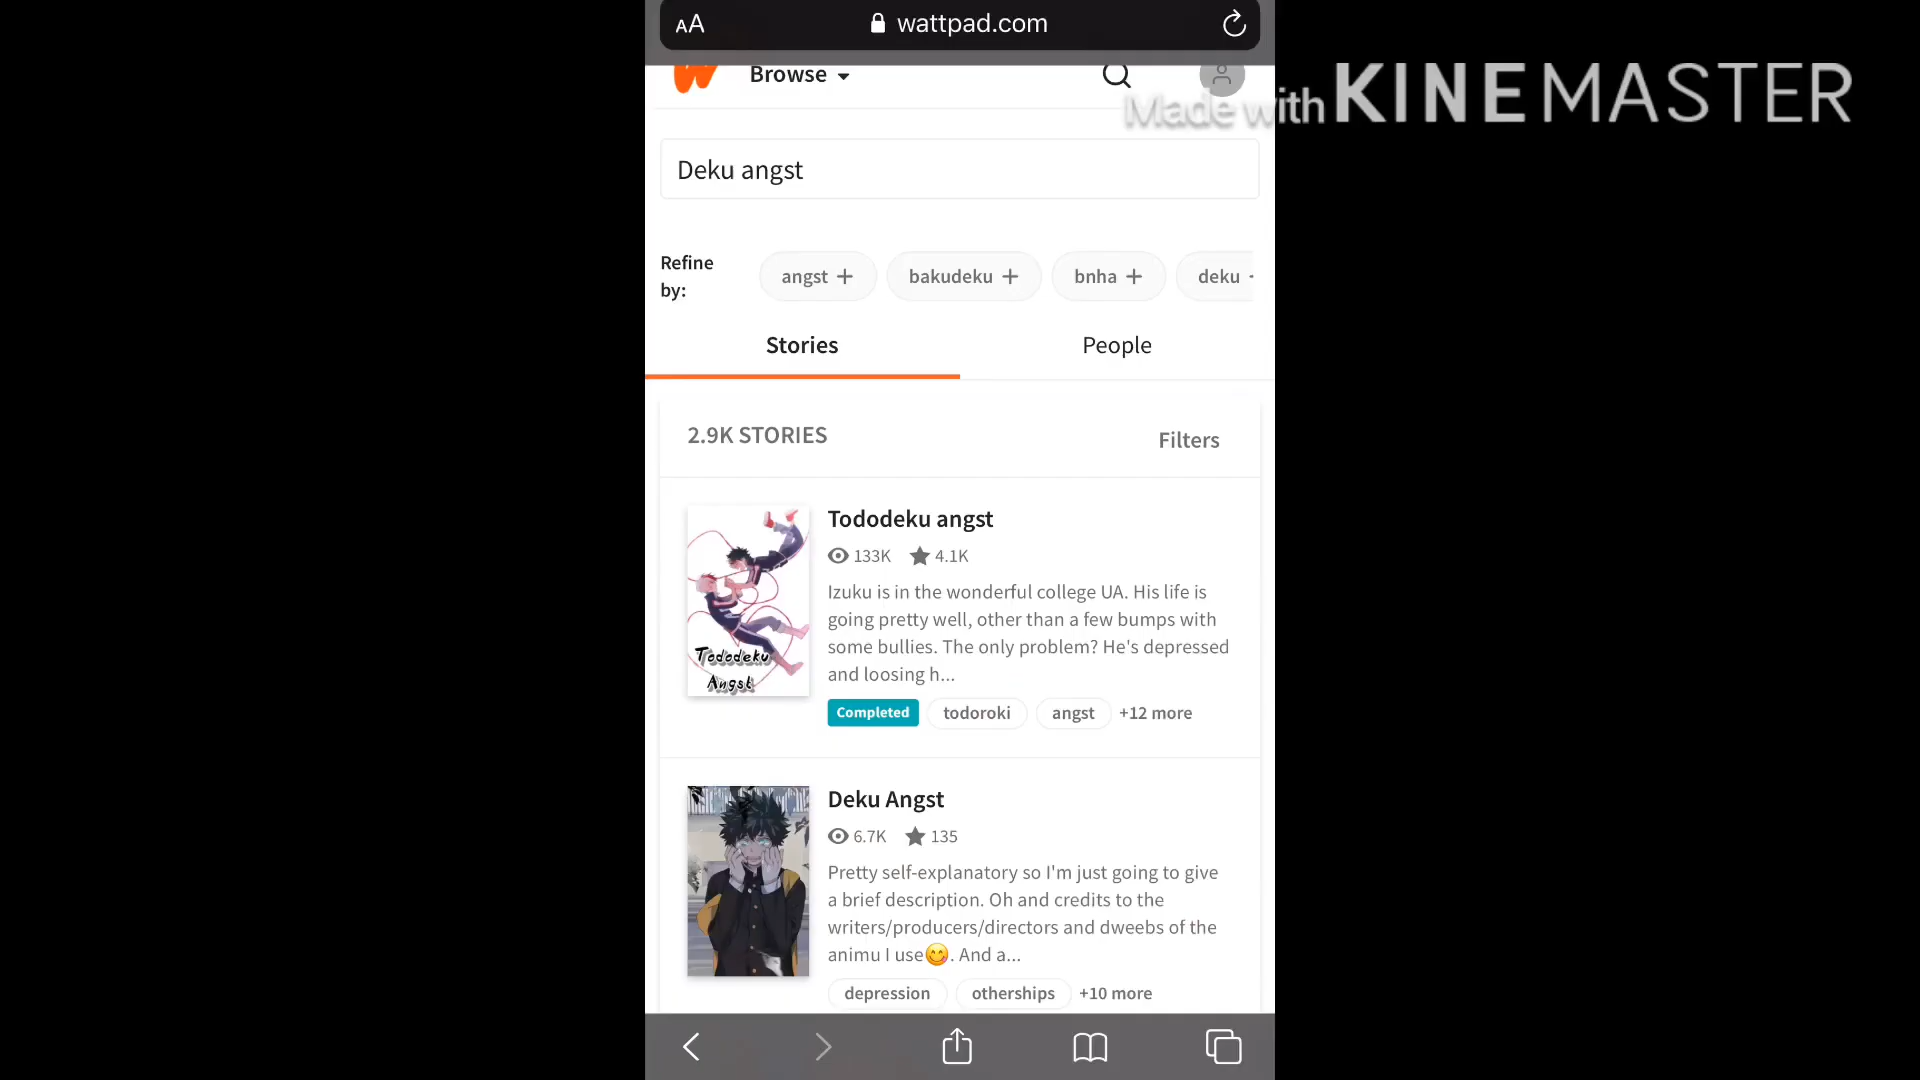 AA wattpad.com
Browse
Made with KINEMASTER
Deku angst
Refine by:
angst + bakudeku + bnha + deku
Stories People
2.9K STORIES Filters
Tododeku angst
133K 4.1K
Izuku is in the wonderful college UA. His life is
going pretty well, other than a few bumps with
some bullies. The only problem? He's depressed
and loosing h...
Completed todoroki angst +12 more
Tododeku
Angst
Deku Angst
6.7K 135
Pretty self-explanatory so I'm just going to give
a brief description. Oh and credits to the
writers/producers/directors and dweebs of the
animu I use😋. And a...
depression otherships +10 more